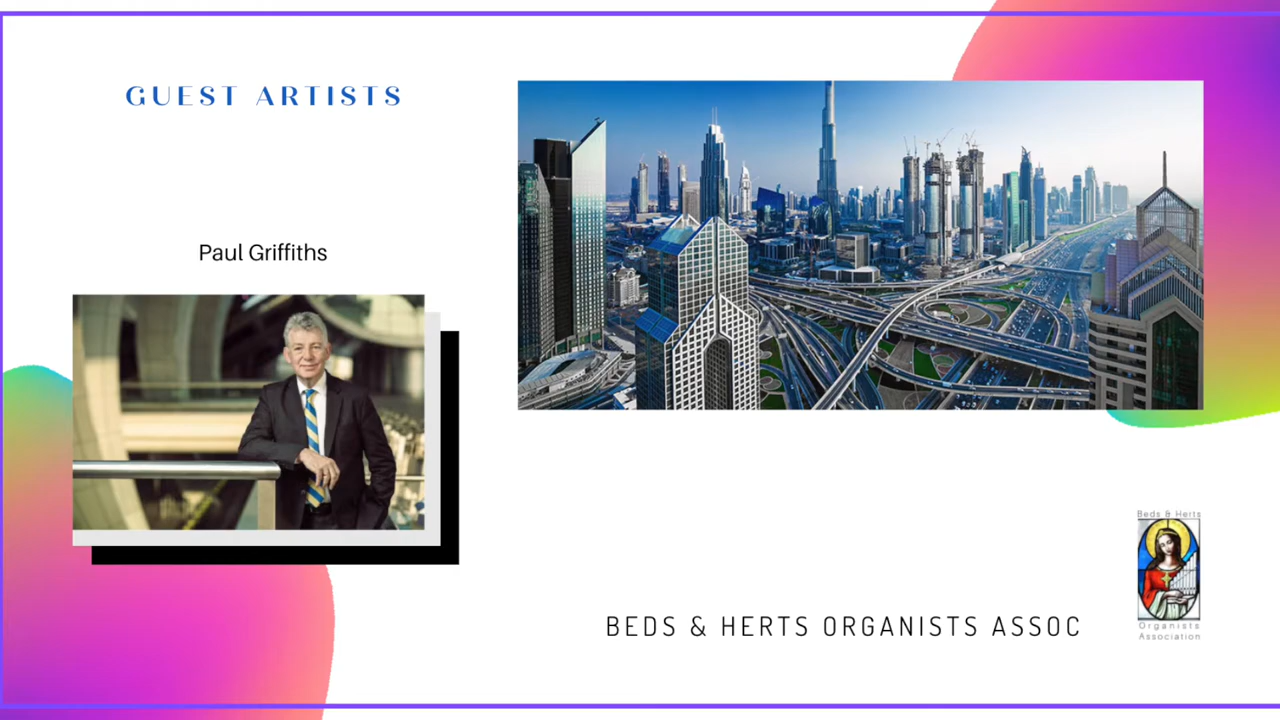 GUEST ARTISTS
Paul Griffiths
Beds & Herts
Organists
Association
BEDS & HERTS ORGANISTS ASSOC